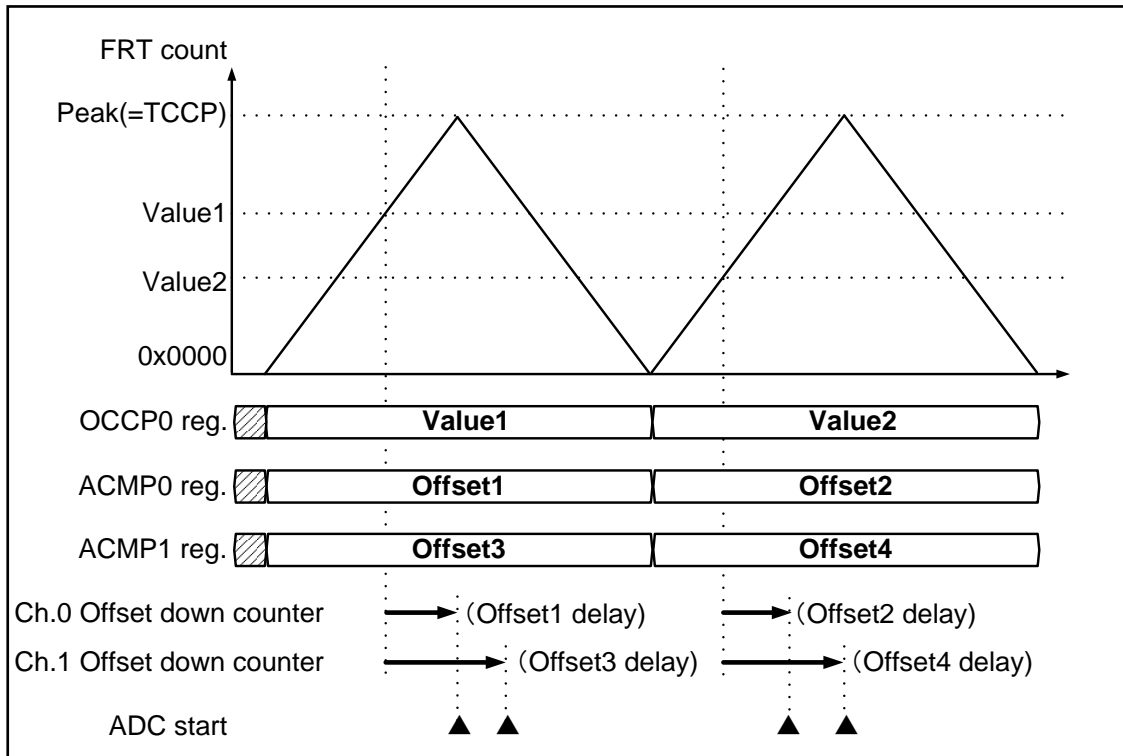 FRT count
Peak(=TCCP)
Value1
Value2
0x0000
OCCP0 reg. Value1 Value2
ACMP0 reg. Offset1 Offset2
ACMP1 reg. Offset3 Offset4
Ch.0 Offset down counter (Offset1 delay) (Offset2 delay)
Ch.1 Offset down counter (Offset3 delay) (Offset4 delay)
ADC start